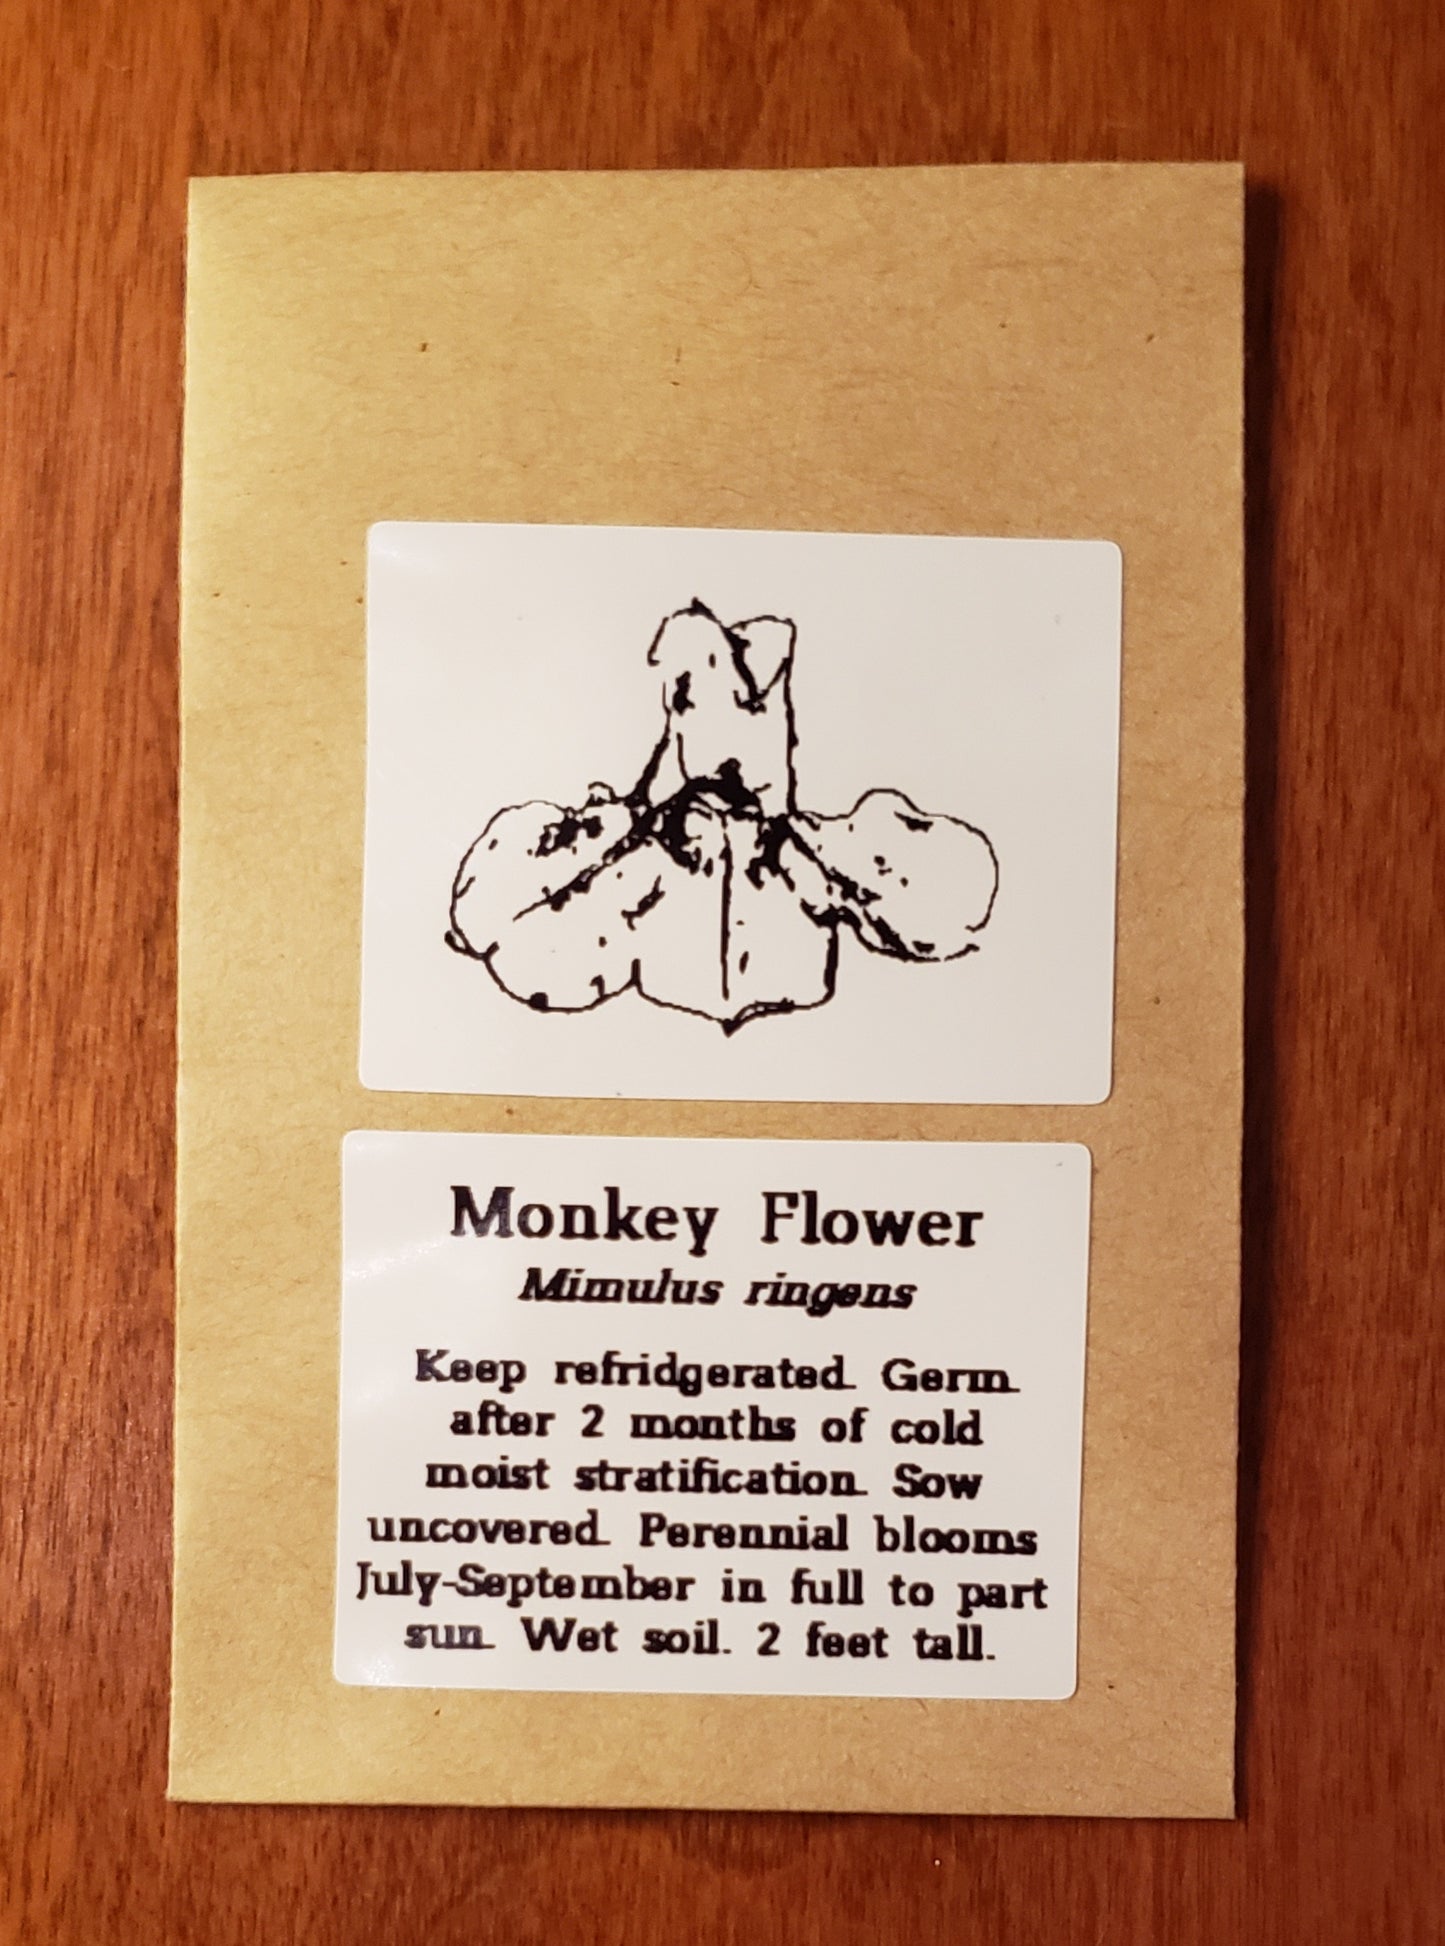 Monkey Flower
Mimulus ringens
Keep refridgerated. Germ.
after 2 months of cold
moist stratification. Sow
uncovered. Perennial blooms
July-September in full to part
sun. Wet soil. 2 feet tall.